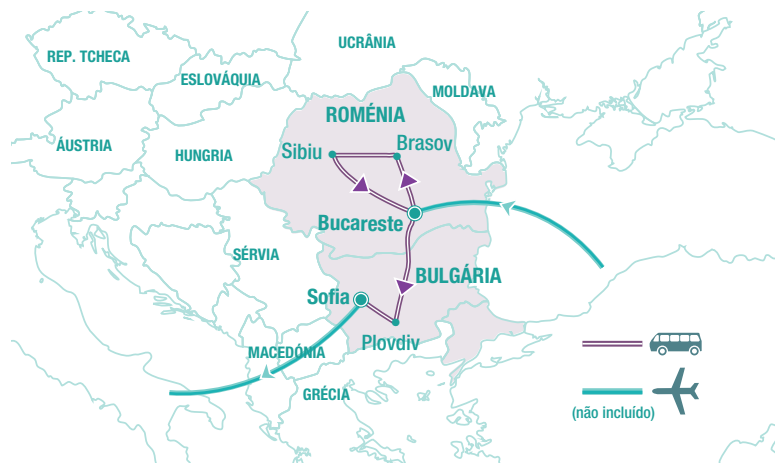 UCRÂNIA
REP. TCHECA
ESLOVÁQUIA
MOLDAVA
ROMÉNIA
ÁUSTRIA
HUNGRIA
Sibiu
Brasov
Bucareste
SÉRVIA
BULGÁRIA
Sofia
Plovdiv
MACEDÓNIA
GRÉCIA
(não incluído)